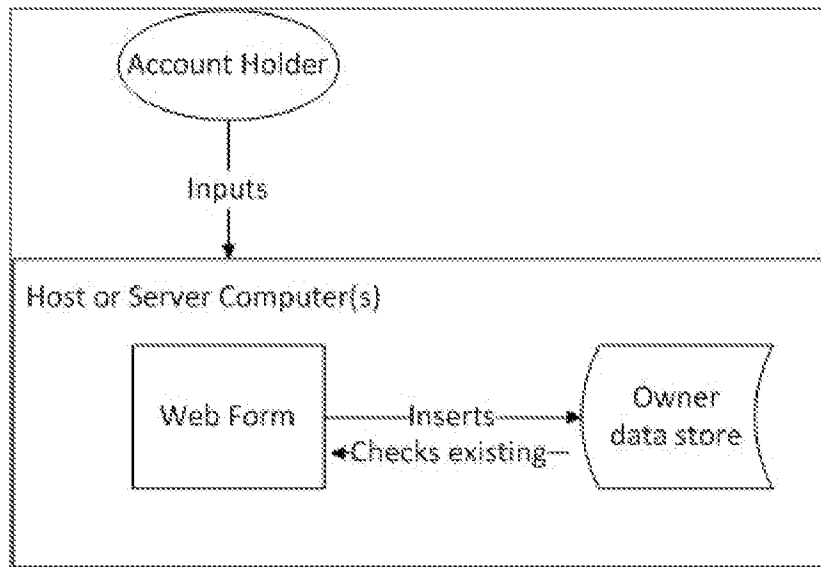 Account Holder
Inputs
Host or Server Computer(s)
Web Form
Inserts
Checks existing
Owner
data store